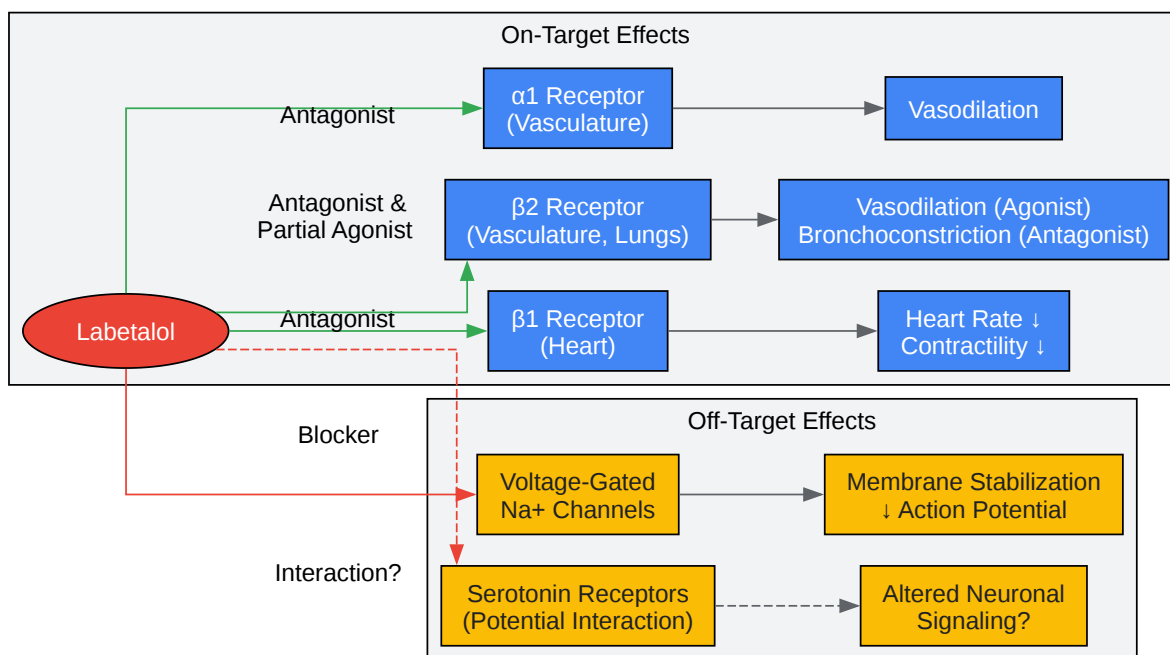 On-Target Effects
Antagonist
α1 Receptor
(Vasculature)
Vasodilation
Antagonist &
Partial Agonist
β2 Receptor
(Vasculature, Lungs)
Vasodilation (Agonist)
Bronchoconstriction (Antagonist)
Labetalol
Antagonist
β1 Receptor
(Heart)
Heart Rate ↓
Contractility ↓
Off-Target Effects
Blocker
Voltage-Gated
Na+ Channels
Membrane Stabilization
↓ Action Potential
Interaction?
Serotonin Receptors
(Potential Interaction)
Altered Neuronal
Signaling?